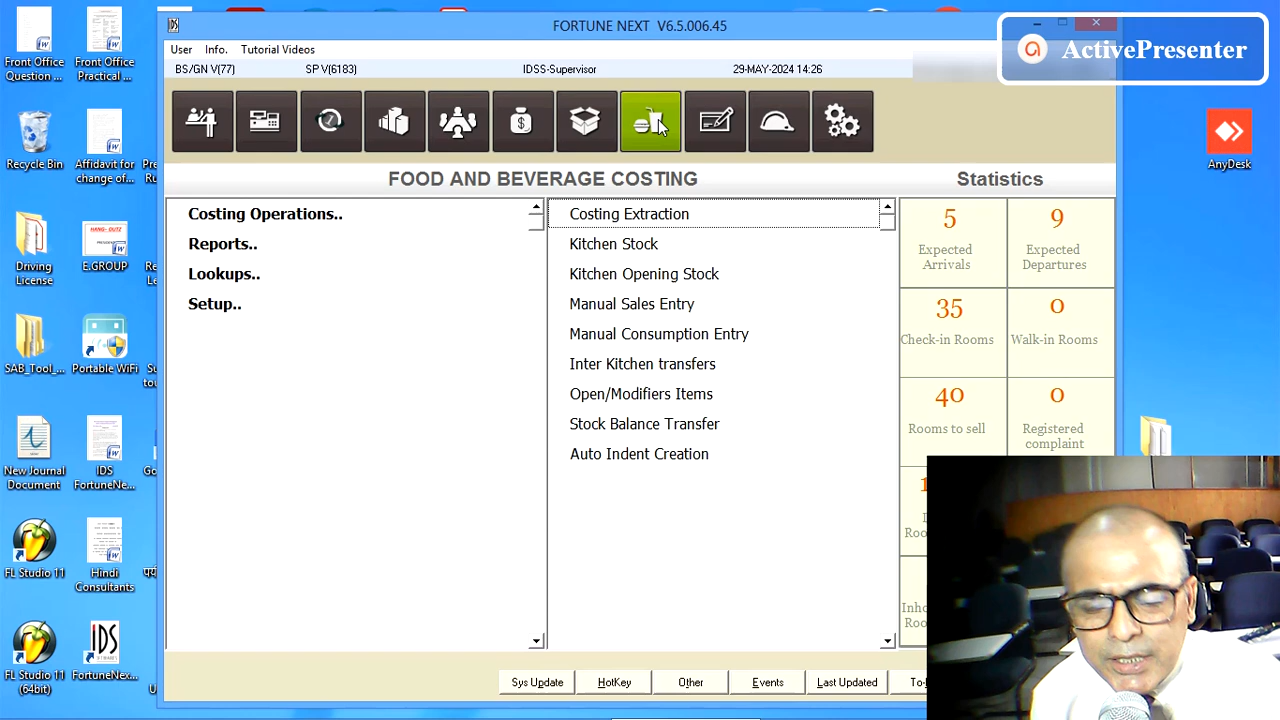 Front Office
Question ...
Front Office
Practical ...
Recycle Bin
Affidavit for
change of...
Driving
License
HANG- OUTZ
E.GROUP
SAB_Tool_...
Portable WiFi
New Journal
Document
IDS
FortuneNe...
FL Studio 11
Hindi
Consultants
FL Studio 11
(64bit)
IDS
FortuneNex...
IDS
FORTUNE NEXT V6.5.006.45
ActivePresenter
User Info. Tutorial Videos
BS/GN V(77) SP V(6183) IDSS-Supervisor 29-MAY-2024 14:26
AnyDesk
FOOD AND BEVERAGE COSTING
Statistics
Costing Operations..
Reports..
Lookups..
Setup..
Costing Extraction
Kitchen Stock
Kitchen Opening Stock
Manual Sales Entry
Manual Consumption Entry
Inter Kitchen transfers
Open/Modifiers Items
Stock Balance Transfer
Auto Indent Creation
5
Expected
Arrivals
9
Expected
Departures
35
Check-in Rooms
0
Walk-in Rooms
40
Rooms to sell
0
Registered
complaint
Sys Update HotKey Other Events Last Updated